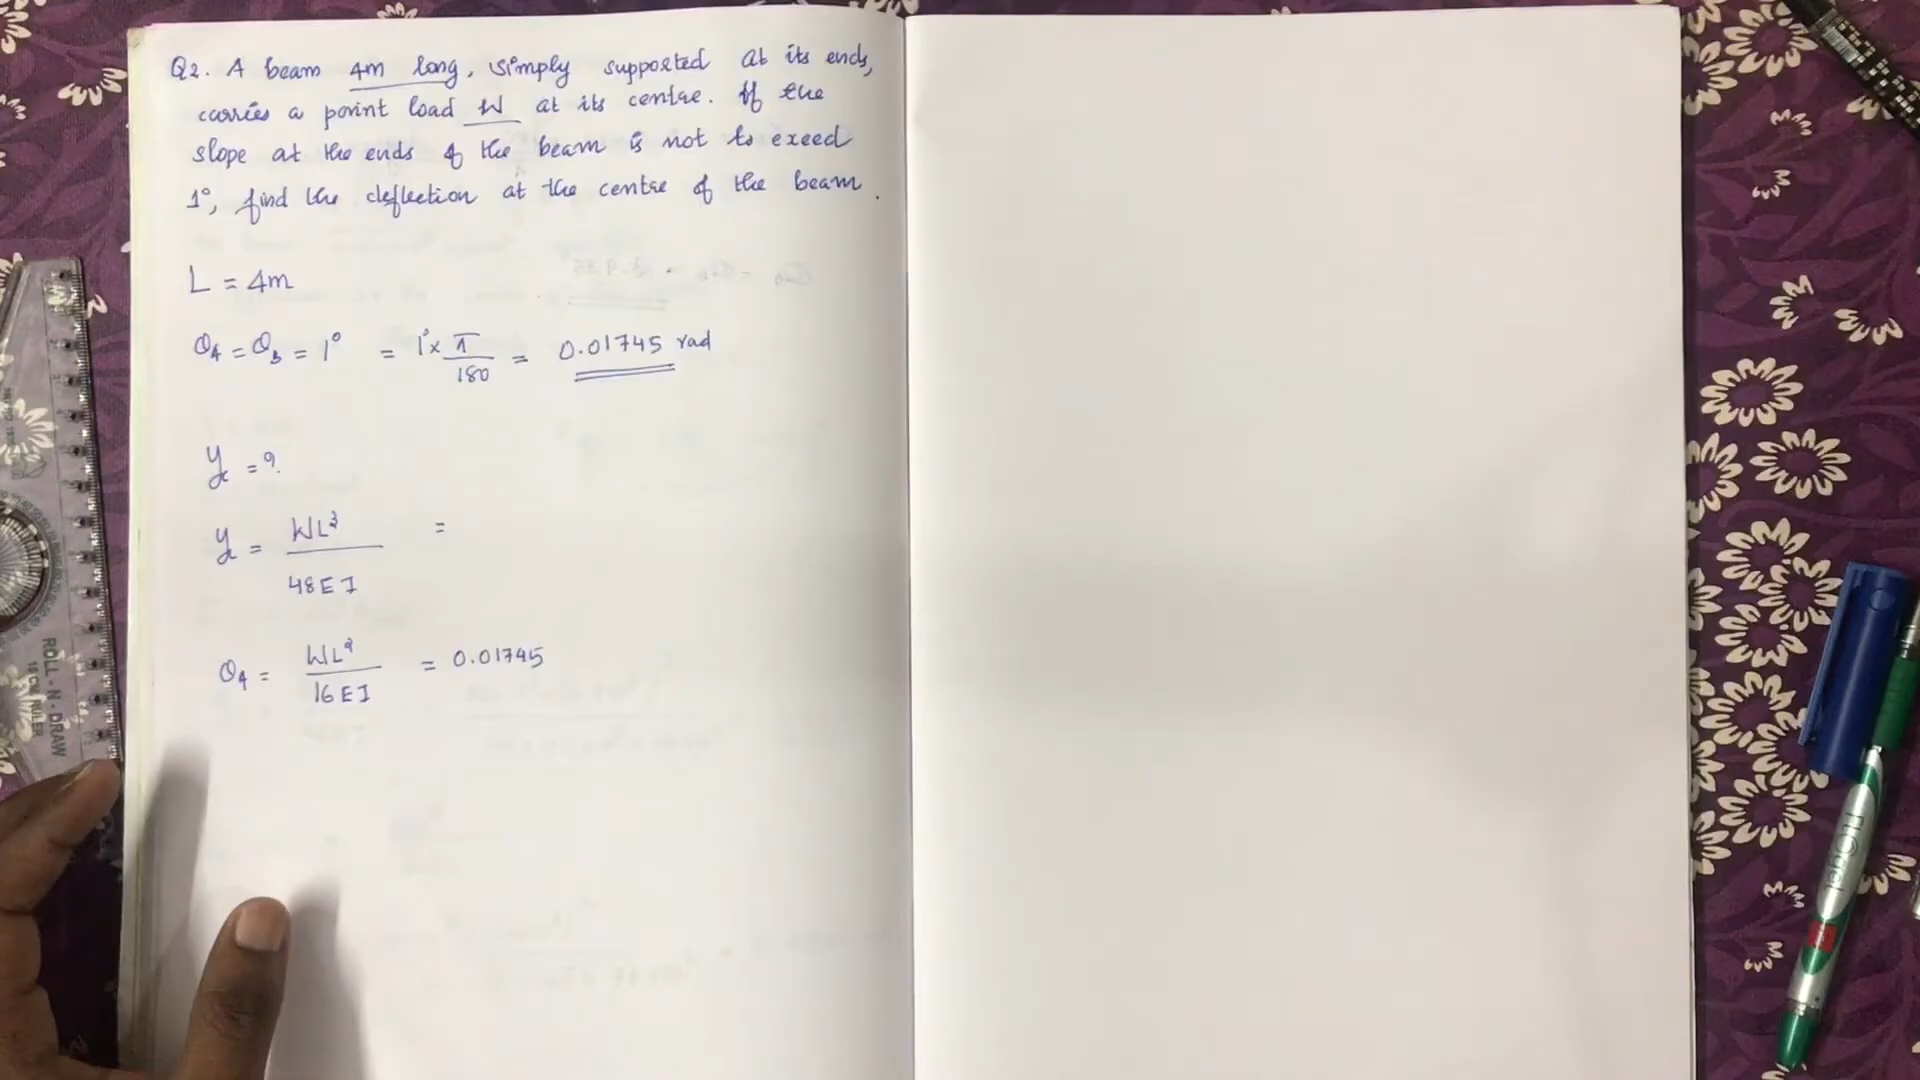 Q2. A beam 4m long, simply supported at its ends,
carries a point load W at its centre. If the
slope at the ends of the beam is not to exeed
1°, find the deflection at the centre of the beam.
L = 4m
θA = θB = 1° = 1° × π/180 = 0.01745 rad
yc = ?
yc = WL³/48EI =
θA = WL²/16EI = 0.01745
ROLL-N-DRAW
RULER